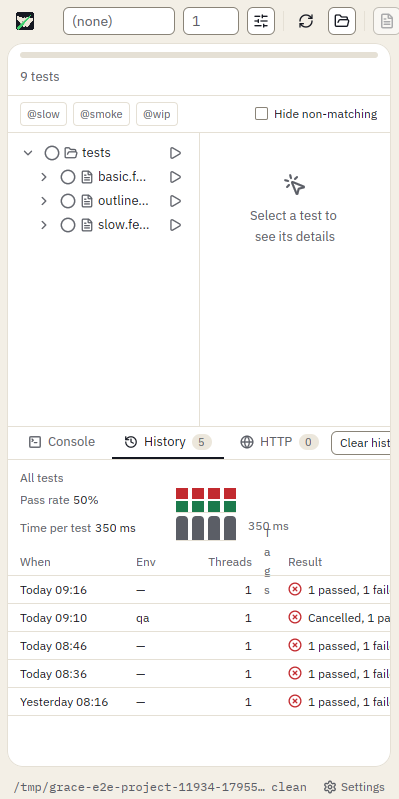 (none) 1
9 tests
@slow @smoke @wip Hide non-matching
tests
basic.f...
outline...
slow.fe...
Select a test to
see its details
Console History 5 HTTP 0 Clear hist
All tests
Pass rate 50%
Time per test 350 ms 350 ms
When Env Threads Tags Result
Today 09:16 — 1 1 passed, 1 fail
Today 09:10 qa 1 Cancelled, 1 pa
Today 08:46 — 1 1 passed, 1 fail
Today 08:36 — 1 1 passed, 1 fail
Yesterday 08:16 — 1 1 passed, 1 fail
/tmp/grace-e2e-project-11934-17955… clean Settings